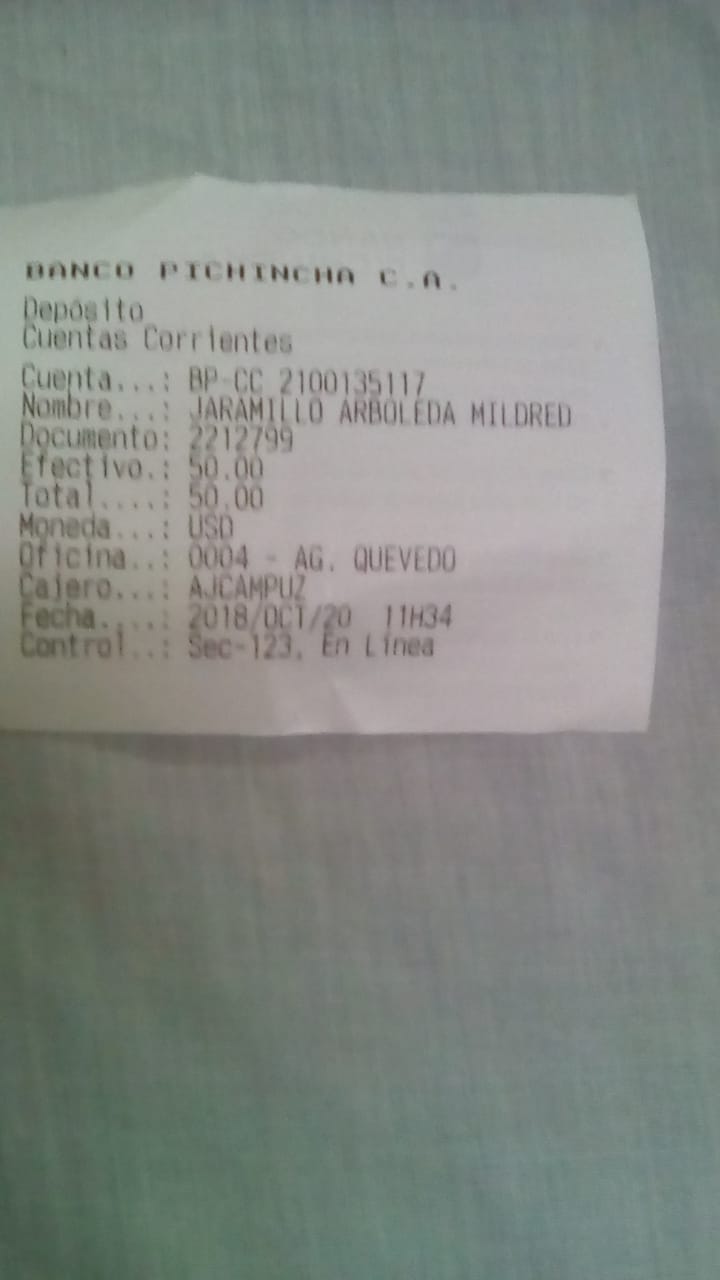 BANCO PICHINCHA C.A.
Depósito
Cuentas Corrientes
Cuenta...: BP-CC 2100135117
Nombre...: JARAMILLO ARBOLEDA MILDRED
Documento: 2212799
Efectivo.: 50.00
Total....: 50.00
Moneda...: USD
Oficina..: 0004 - AG. QUEVEDO
Cajero...: AJCAMPUZ
Fecha....: 2018/OCT/20 11H34
Control..: Sec-123, En Linea